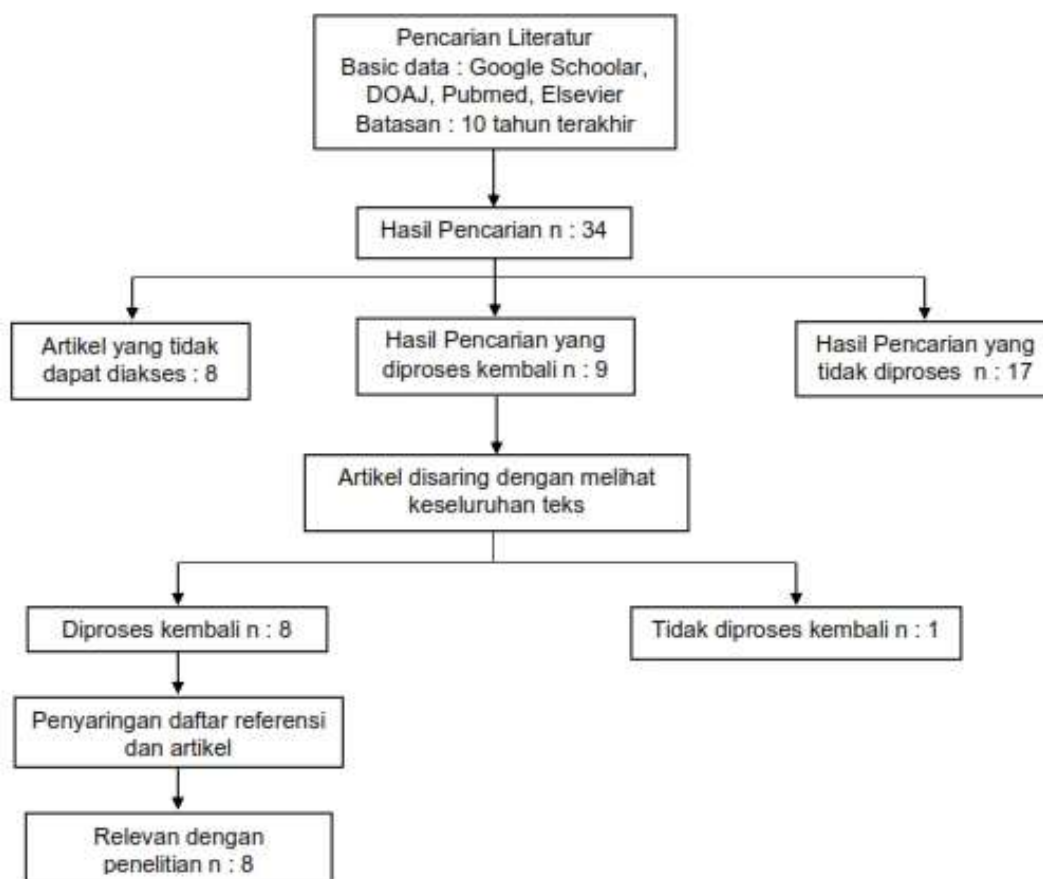 Pencarian Literatur
Basic data : Google Schoolar,
DOAJ, Pubmed, Elsevier
Batasan : 10 tahun terakhir
Hasil Pencarian n : 34
Artikel yang tidak
dapat diakses : 8
Hasil Pencarian yang
diproses kembali n : 9
Hasil Pencarian yang
tidak diproses n : 17
Artikel disaring dengan melihat
keseluruhan teks
Diproses kembali n : 8
Tidak diproses kembali n : 1
Penyaringan daftar referensi
dan artikel
Relevan dengan
penelitian n : 8